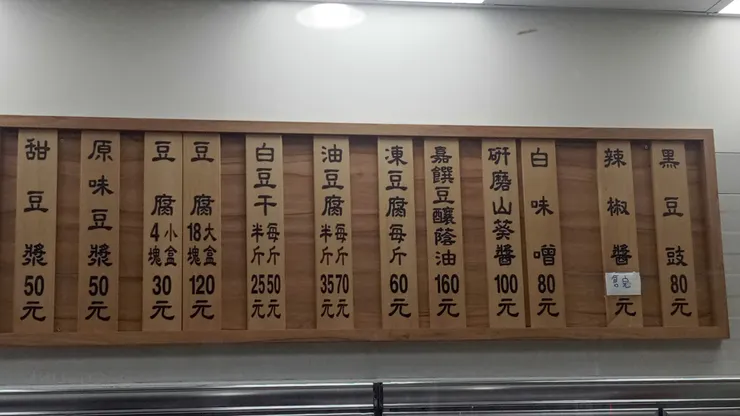 黑豆豉80元
辣椒醬售完元
白味噌80元
研磨山葵醬100元
嘉饌豆釀蔭油160元
凍豆腐每斤60元
油豆腐每斤70元半斤35元
白豆干每斤50元半斤25元
豆腐大盒18塊120元
豆腐小盒4塊30元
原味豆漿50元
甜豆漿50元